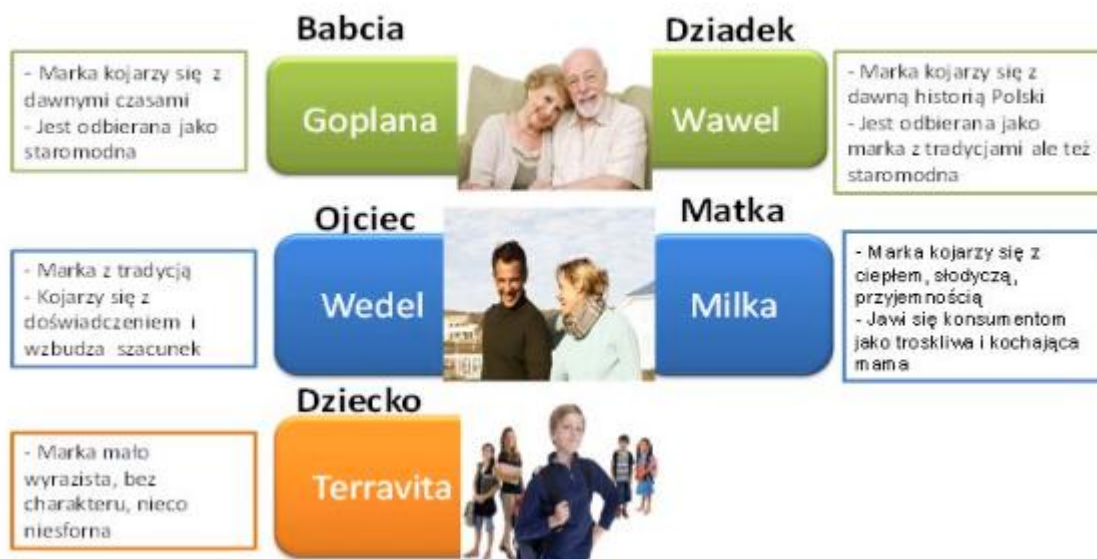 Babcia
Dziadek
- Marka kojarzy się z
dawnymi czasami
- Jest odbierana jako
staromodna
Goplana
Wawel
- Marka kojarzy się z
dawną historią Polski
- Jest odbierana jako
marka z tradycjami ale też
staromodna
Ojciec
Matka
- Marka z tradycją
- Kojarzy się z
doświadczeniem i
wzbudza szacunek
Wedel
Milka
- Marka kojarzy się z
ciepłem, słodyczą,
przyjemnością
- Jawi się konsumentom
jako troskliwa i kochająca
mama
Dziecko
- Marka mało
wyrazista, bez
charakteru, nieco
niesforna
Terravita